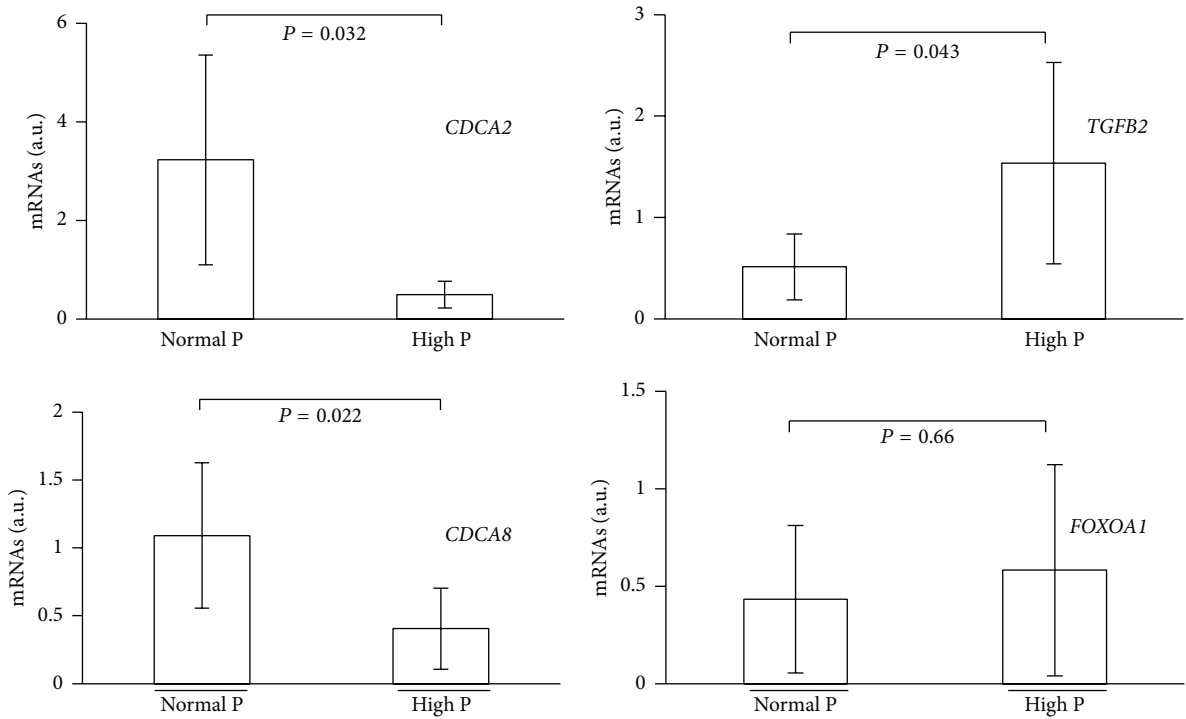 6
4
2
0
mRNAs (a.u.)
P = 0.032
CDCA2
Normal P
High P
3
2
1
0
mRNAs (a.u.)
P = 0.043
TGFB2
Normal P
High P
2
1.5
1
0.5
0
mRNAs (a.u.)
P = 0.022
CDCA8
Normal P
High P
1.5
1
0.5
0
mRNAs (a.u.)
P = 0.66
FOXOA1
Normal P
High P